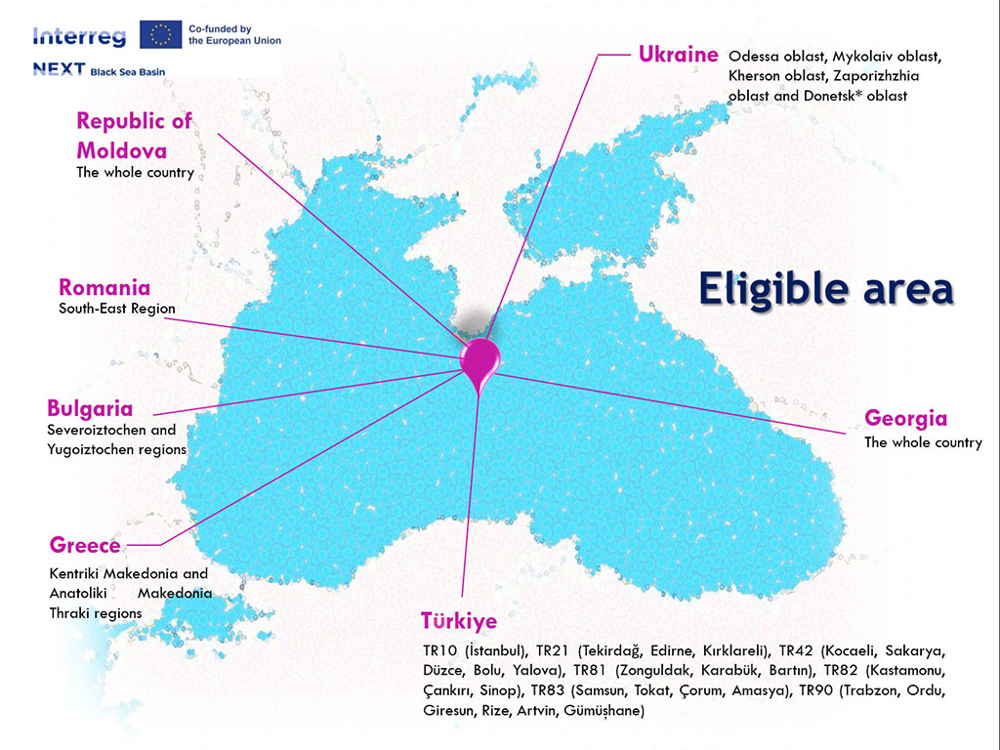 Interreg
Co-funded by
the European Union
NEXT Black Sea Basin
Ukraine
Odessa oblast, Mykolaiv oblast,
Kherson oblast, Zaporizhzhia
oblast and Donetsk* oblast
Republic of
Moldova
The whole country
Eligible area
Romania
South-East Region
Bulgaria
Severoiztochen and
Yugoiztochen regions
Georgia
The whole country
Greece
Kentriki Makedonia and
Anatoliki Makedonia
Thraki regions
Türkiye
TR10 (İstanbul), TR21 (Tekirdağ, Edirne, Kırklareli), TR42 (Kocaeli, Sakarya,
Düzce, Bolu, Yalova), TR81 (Zonguldak, Karabük, Bartın), TR82 (Kastamonu,
Çankırı, Sinop), TR83 (Samsun, Tokat, Çorum, Amasya), TR90 (Trabzon, Ordu,
Giresun, Rize, Artvin, Gümüşhane)